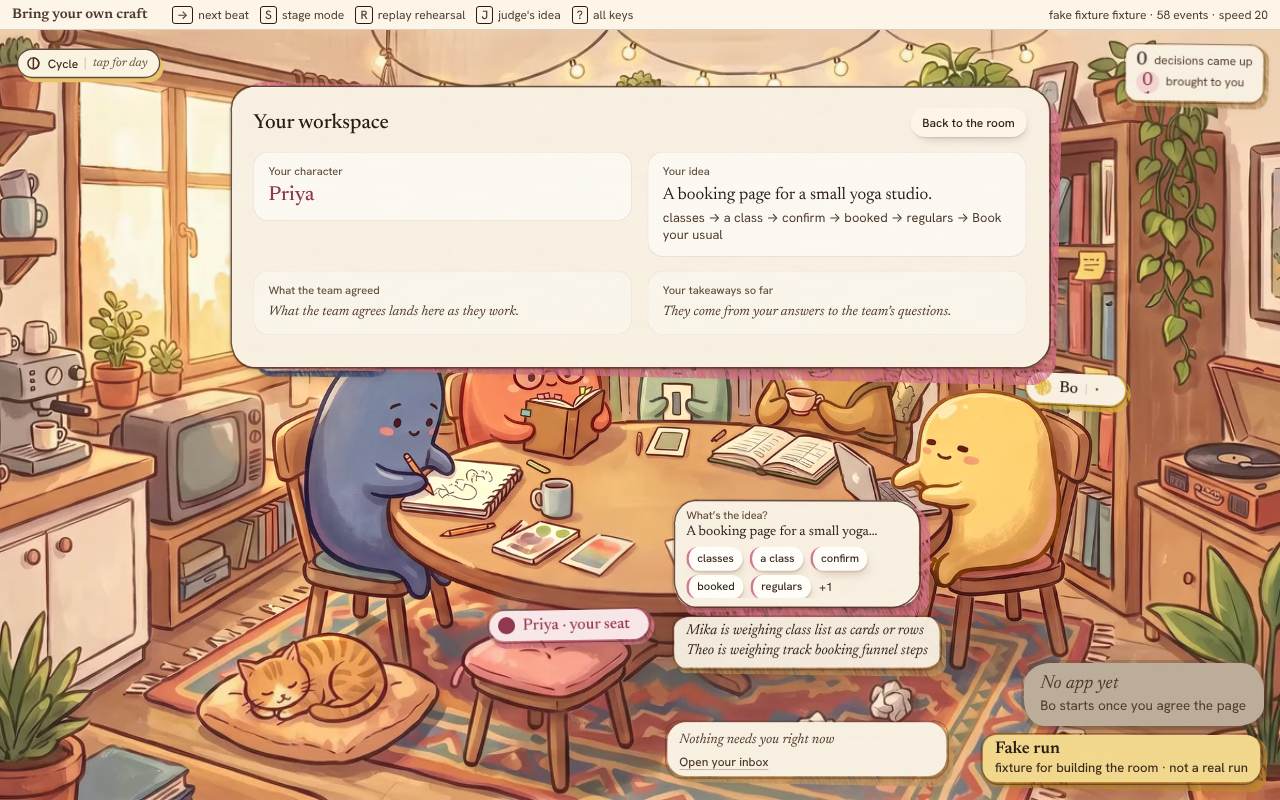 Bring your own craft
→ next beat S stage mode R replay rehearsal J judge's idea ? all keys
fake fixture fixture · 58 events · speed 20
Cycle tap for day
0 decisions came up
0 brought to you
Your workspace
Back to the room
Your character
Priya
Your idea
A booking page for a small yoga studio.
classes → a class → confirm → booked → regulars → Book
your usual
What the team agreed
What the team agrees lands here as they work.
Your takeaways so far
They come from your answers to the team's questions.
Bo
What's the idea?
A booking page for a small yoga...
classes a class confirm
booked regulars +1
Priya · your seat
Mika is weighing class list as cards or rows
Theo is weighing track booking funnel steps
No app yet
Bo starts once you agree the page
Nothing needs you right now
Open your inbox
Fake run
fixture for building the room · not a real run